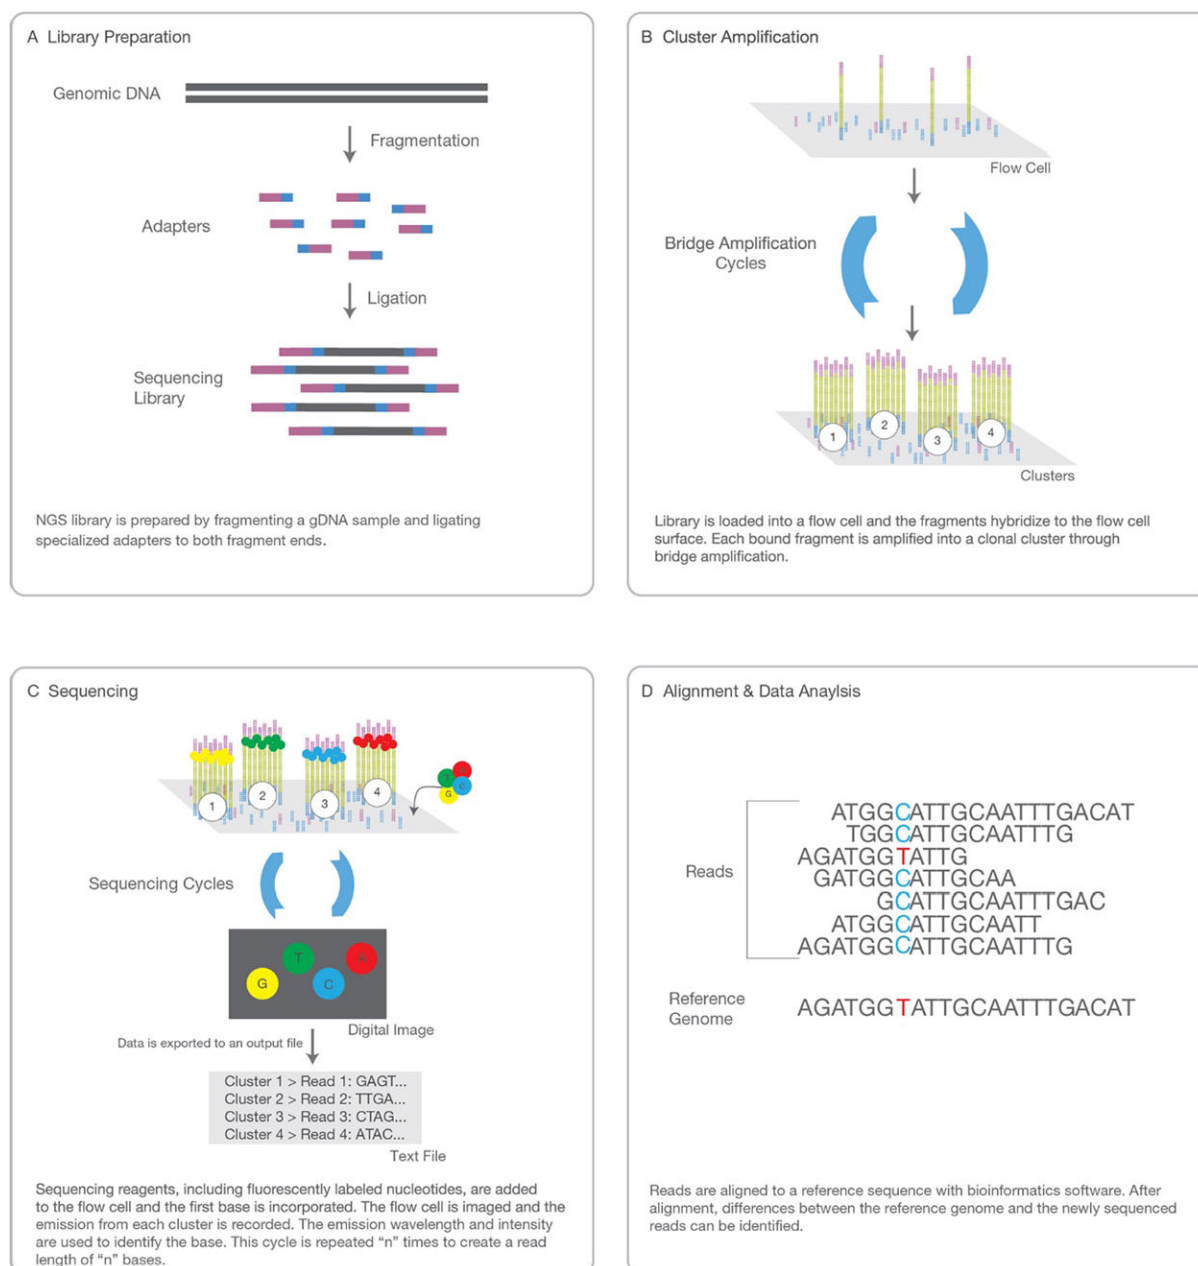 A Library Preparation
Genomic DNA
Fragmentation
Adapters
Ligation
Sequencing
Library
NGS library is prepared by fragmenting a gDNA sample and ligating
specialized adapters to both fragment ends.
B Cluster Amplification
Flow Cell
Bridge Amplification
Cycles
1
2
3
4
Clusters
Library is loaded into a flow cell and the fragments hybridize to the flow cell
surface. Each bound fragment is amplified into a clonal cluster through
bridge amplification.
C Sequencing
1
2
3
4
T
C
G
Sequencing Cycles
T
A
G
C
Digital Image
Data is exported to an output file
Cluster 1 > Read 1: GAGT...
Cluster 2 > Read 2: TTGA...
Cluster 3 > Read 3: CTAG...
Cluster 4 > Read 4: ATAC...
Text File
Sequencing reagents, including fluorescently labeled nucleotides, are added
to the flow cell and the first base is incorporated. The flow cell is imaged and the
emission from each cluster is recorded. The emission wavelength and intensity
are used to identify the base. This cycle is repeated “n” times to create a read
length of “n” bases.
D Alignment & Data Anaylsis
Reads
ATGGCATTGCAATTTGACAT
TGGCATTGCAATTTG
AGATGGTATTG
GATGGCATTGCAA
GCATTGCAATTTGAC
ATGGCATTGCAATT
AGATGGCATTGCAATTTG
Reference
Genome
AGATGGTATTGCAATTTGACAT
Reads are aligned to a reference sequence with bioinformatics software. After
alignment, differences between the reference genome and the newly sequenced
reads can be identified.